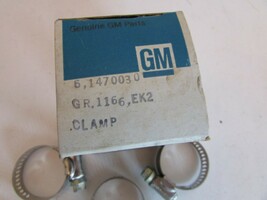 Genuine GM Parts
GM
6,1470030
GR,1166,EK2
CLAMP